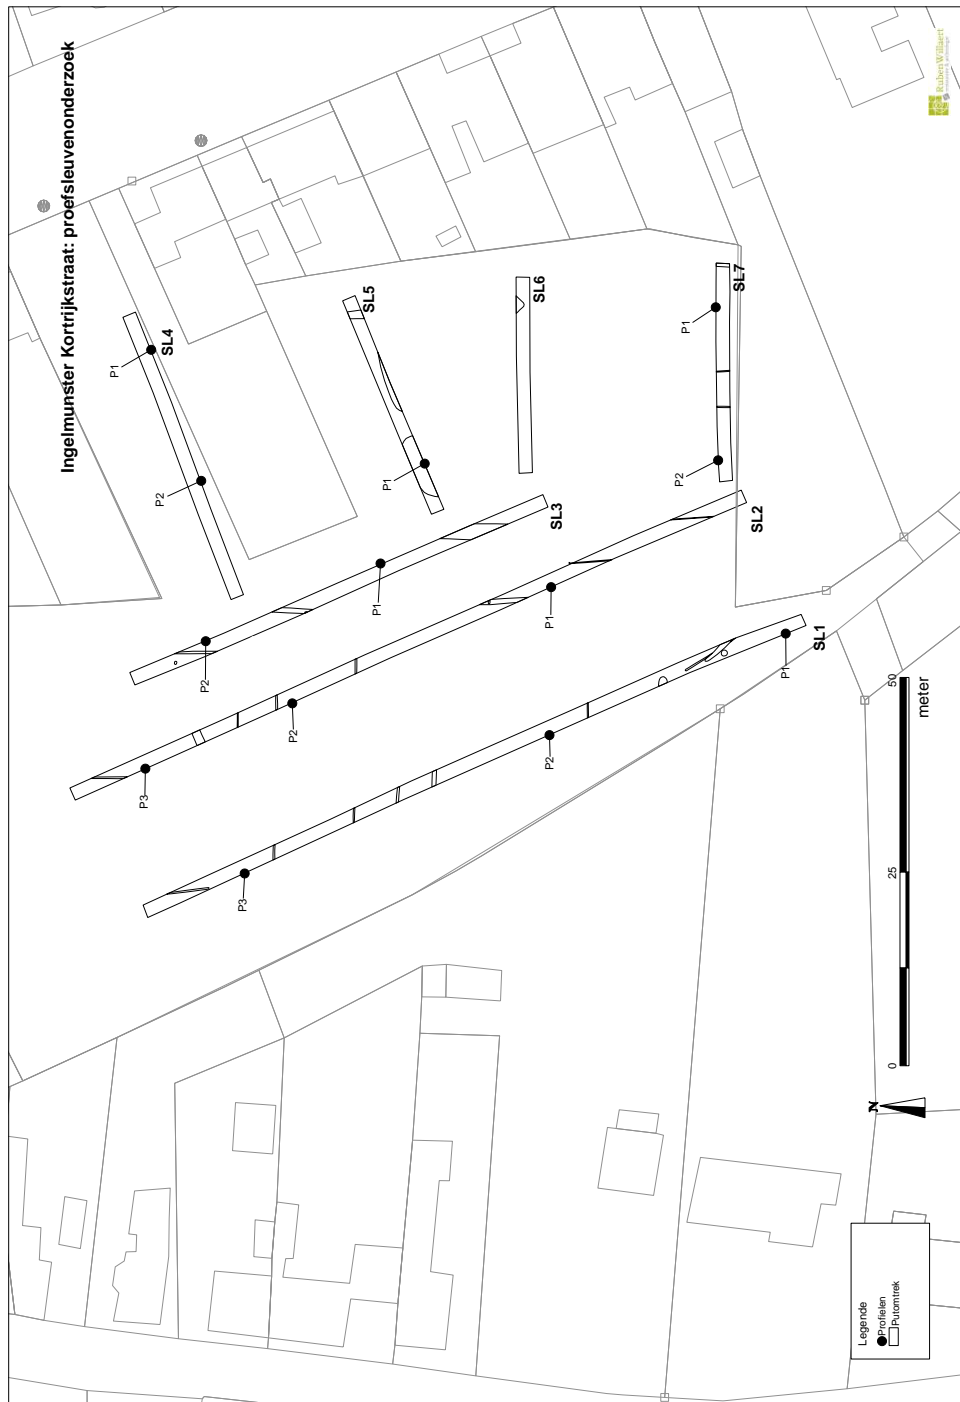 Ingelmunster Kortrijkstraat: proefsleuvenonderzoek
RubenWillaert
P1
SL4
P2
SL5
P1
SL6
P1
SL7
P2
SL3
P1
P2
SL2
P1
P2
P3
SL1
P1
P2
P3
0
25
50
meter
N
Legende
Profielen
Putomtrek